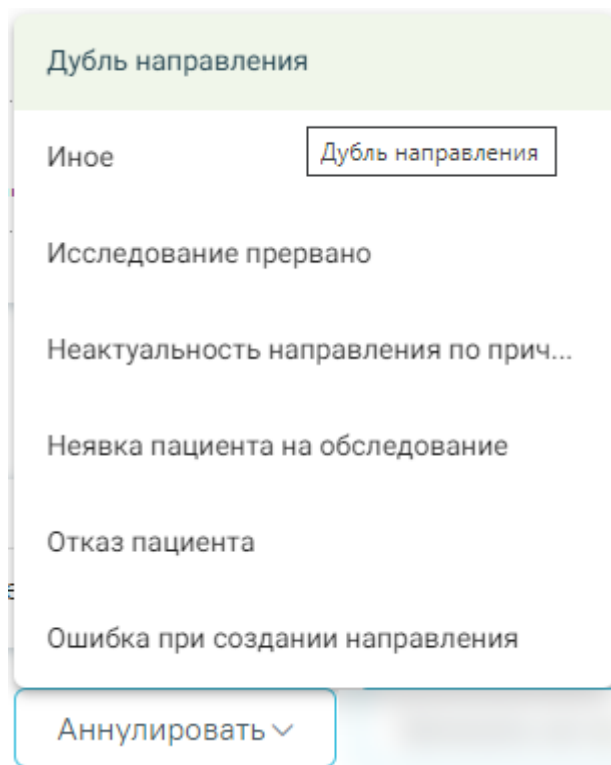 Дубль направления
Иное
Дубль направления
Исследование прервано
Неактуальность направления по прич...
Неявка пациента на обследование
Отказ пациента
Ошибка при создании направления
Аннулировать